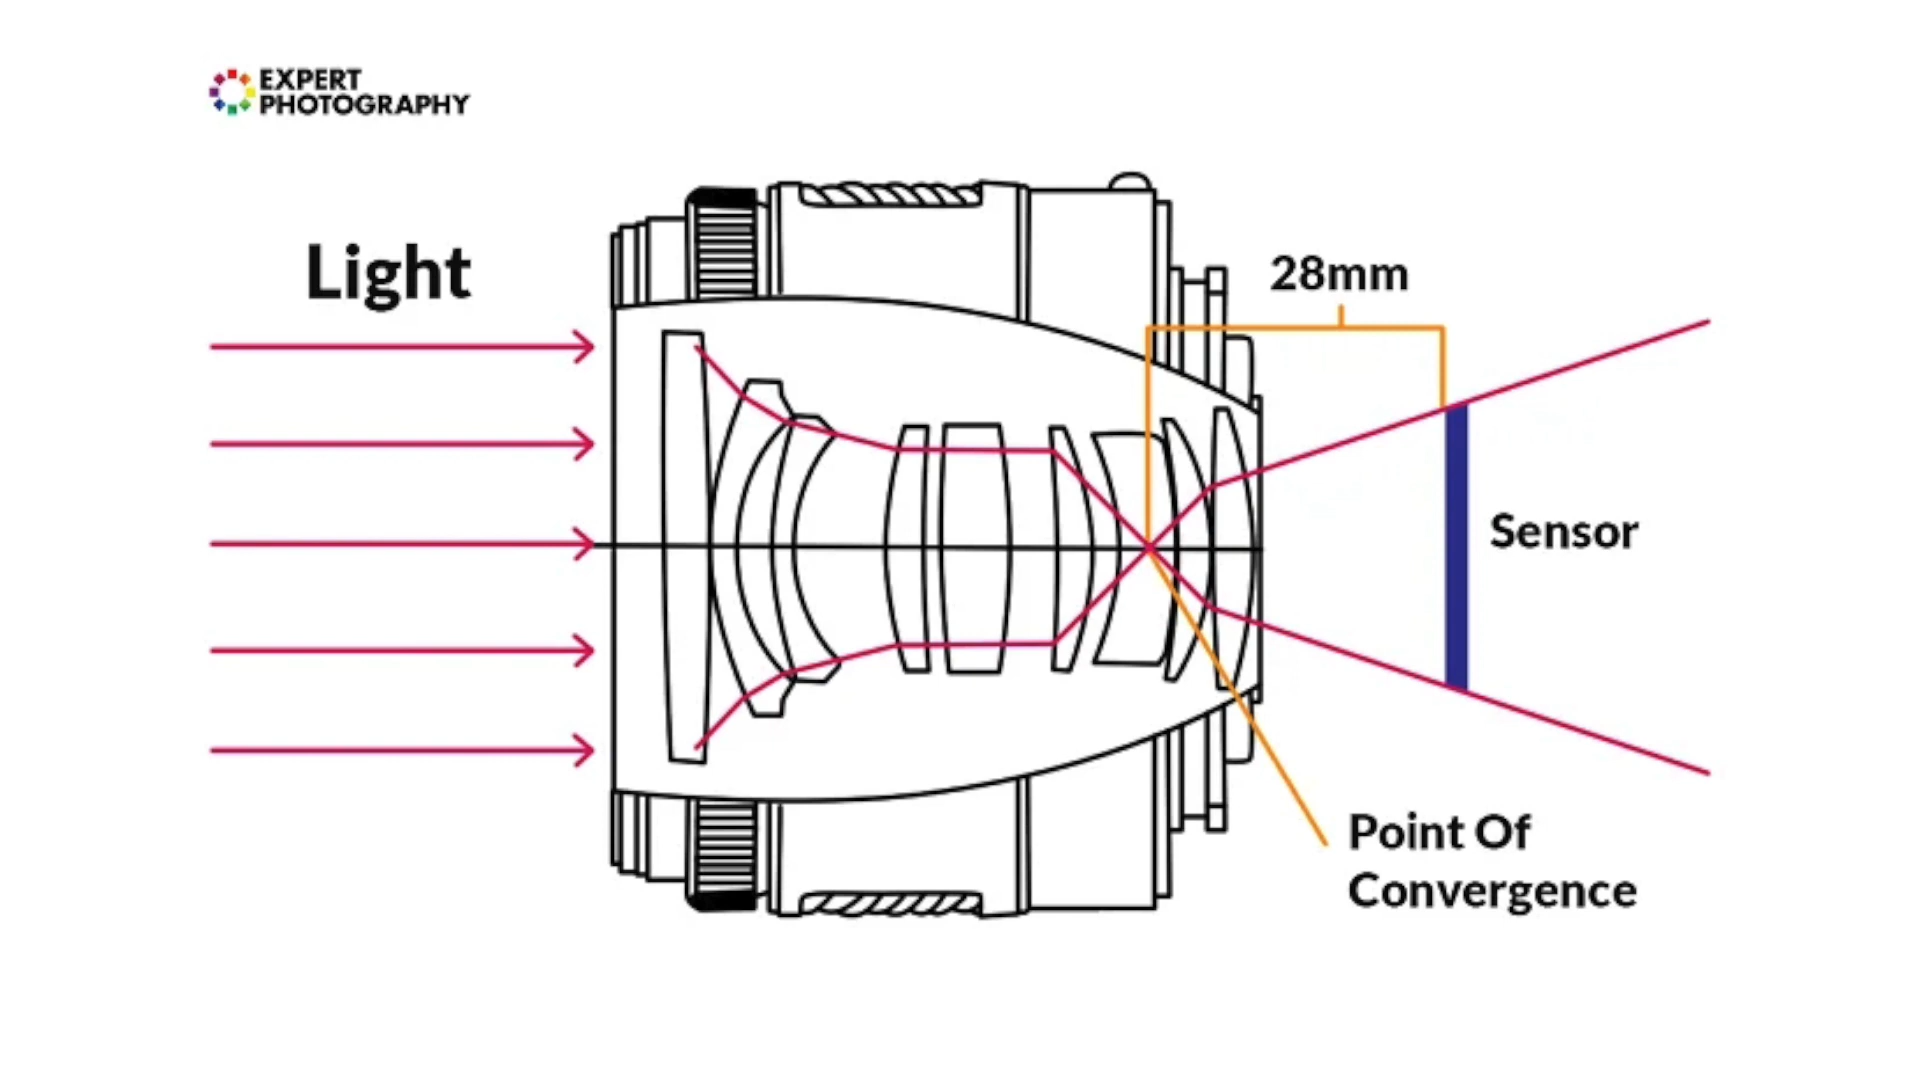 EXPERT
PHOTOGRAPHY
Light
28mm
Sensor
Point Of
Convergence